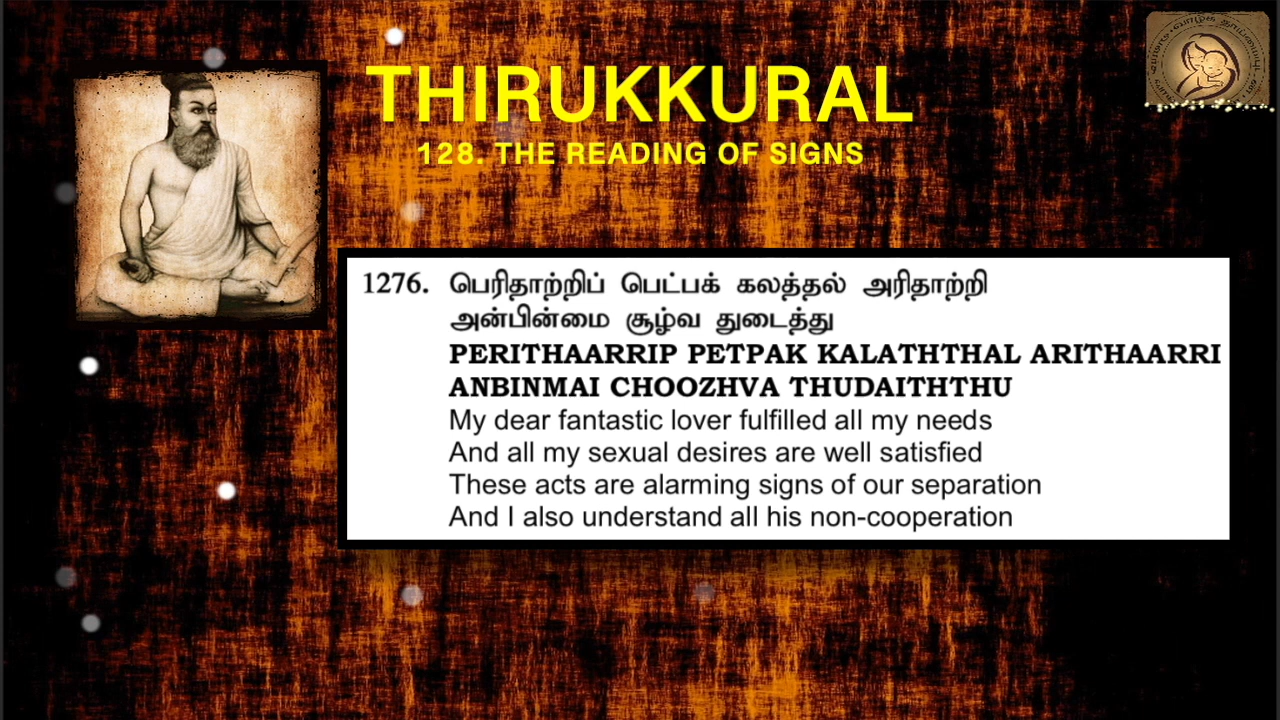 THIRUKKURAL
128. THE READING OF SIGNS
1276. பெரிதாற்றிப் பெட்பக் கலத்தல் அரிதாற்றி
அன்பின்மை சூழ்வ துடைத்து
PERITHAARRIP PETPAK KALATHTHAL ARITHAARRI
ANBINMAI CHOOZHVA THUDAITHTHU
My dear fantastic lover fulfilled all my needs
And all my sexual desires are well satisfied
These acts are alarming signs of our separation
And I also understand all his non-cooperation